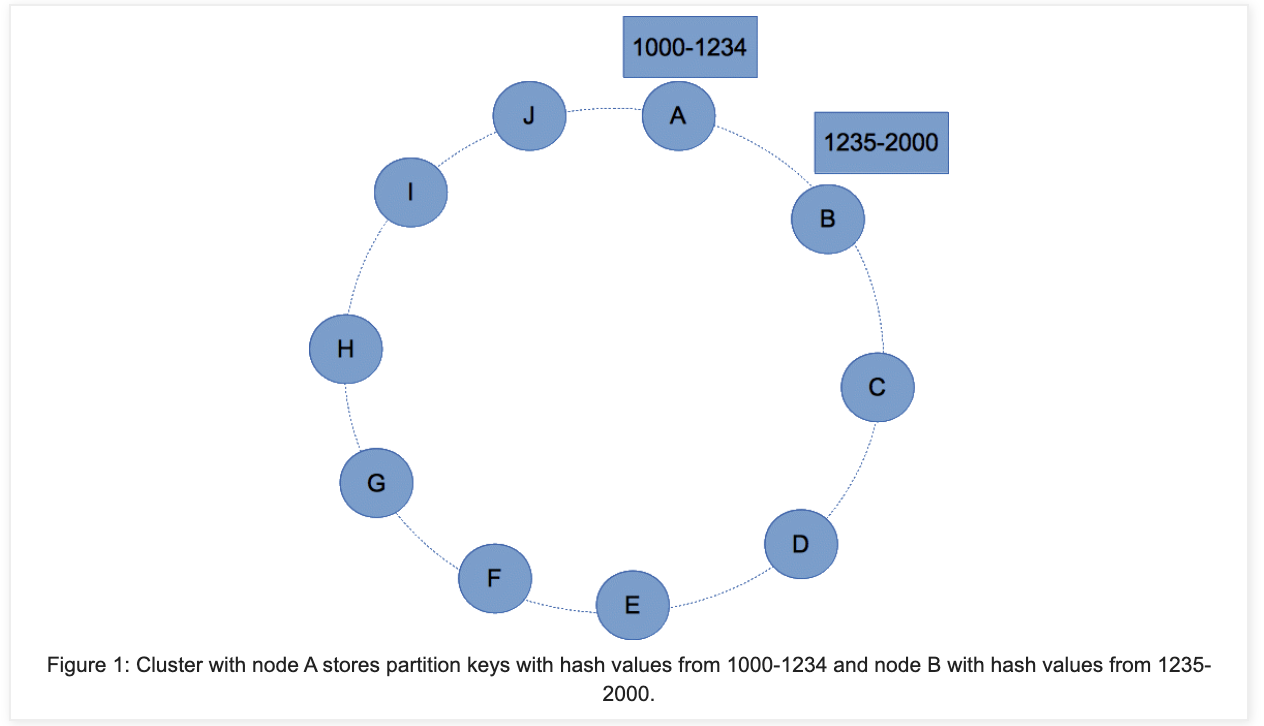 1000-1234
J
A
1235-2000
I
B
H
C
G
D
F
E
Figure 1: Cluster with node A stores partition keys with hash values from 1000-1234 and node B with hash values from 1235-
2000.